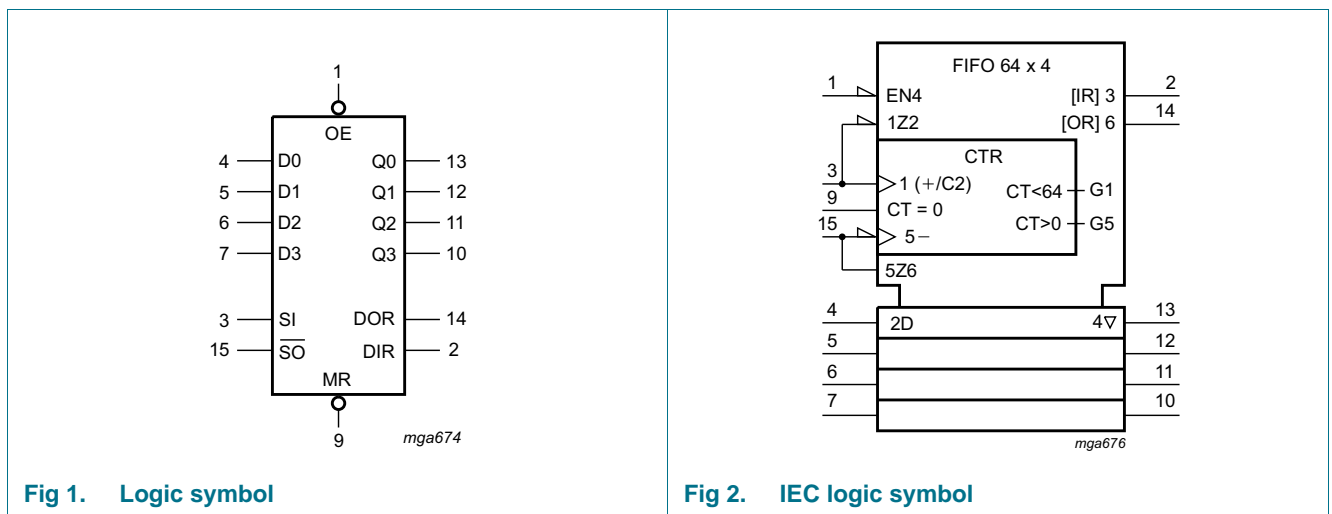 1
OE
4 D0 Q0 13
5 D1 Q1 12
6 D2 Q2 11
7 D3 Q3 10
3 SI DOR 14
15 SO DIR 2
MR
9 mga674
Fig 1. Logic symbol
FIFO 64 x 4
1 EN4 [IR] 3 2
1Z2 [OR] 6 14
CTR
3 1 (+/C2) CT<64 G1
9 CT = 0 CT>0 G5
15 5−
5Z6
4 2D 4▽ 13
5 12
6 11
7 10
mga676
Fig 2. IEC logic symbol